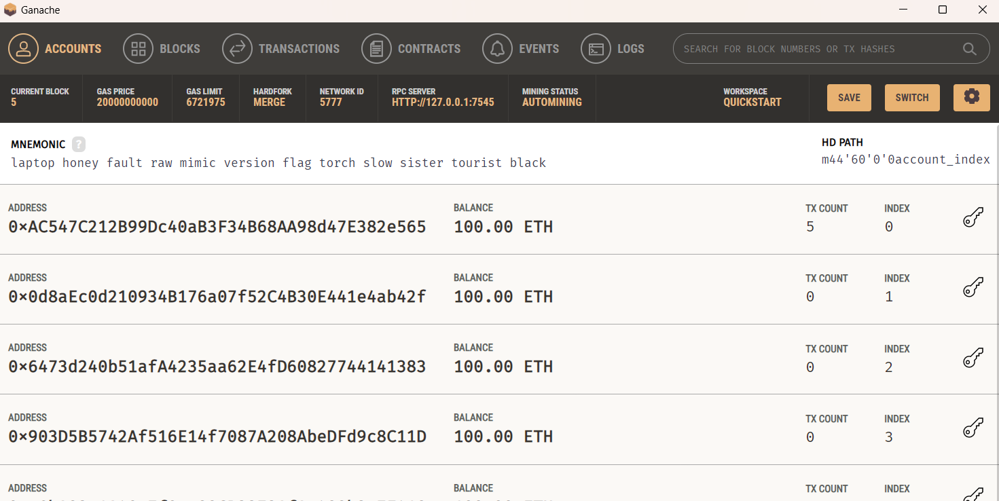 Ganache
ACCOUNTS BLOCKS TRANSACTIONS CONTRACTS EVENTS LOGS SEARCH FOR BLOCK NUMBERS OR TX HASHES
CURRENT BLOCK GAS PRICE GAS LIMIT HARDFORK NETWORK ID RPC SERVER MINING STATUS WORKSPACE
5 20000000000 6721975 MERGE 5777 HTTP://127.0.0.1:7545 AUTOMINING QUICKSTART SAVE SWITCH
MNEMONIC ? HD PATH
laptop honey fault raw mimic version flag torch slow sister tourist black m44'60'0'0account_index
ADDRESS BALANCE TX COUNT INDEX
0×AC547C212B99Dc40aB3F34B68AA98d47E382e565 100.00 ETH 5 0
ADDRESS BALANCE TX COUNT INDEX
0×0d8aEc0d210934B176a07f52C4B30E441e4ab42f 100.00 ETH 0 1
ADDRESS BALANCE TX COUNT INDEX
0×6473d240b51afA4235aa62E4fD60827744141383 100.00 ETH 0 2
ADDRESS BALANCE TX COUNT INDEX
0×903D5B5742Af516E14f7087A208AbeDFd9c8C11D 100.00 ETH 0 3
ADDRESS BALANCE TX COUNT INDEX